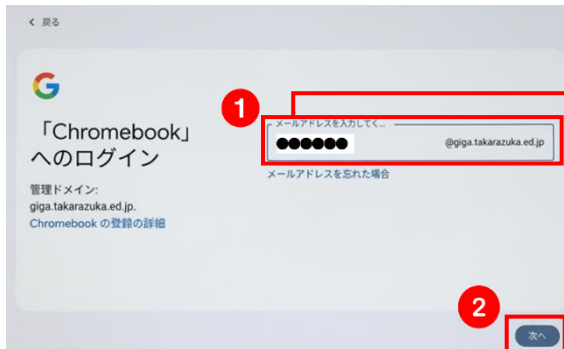 戻る
「Chromebook」
へのログイン
管理ドメイン:
giga.takarazuka.ed.jp.
Chromebook の登録の詳細
1
メールアドレスを入力してく...
●●●●●● @giga.takarazuka.ed.jp
メールアドレスを忘れた場合
2
次へ